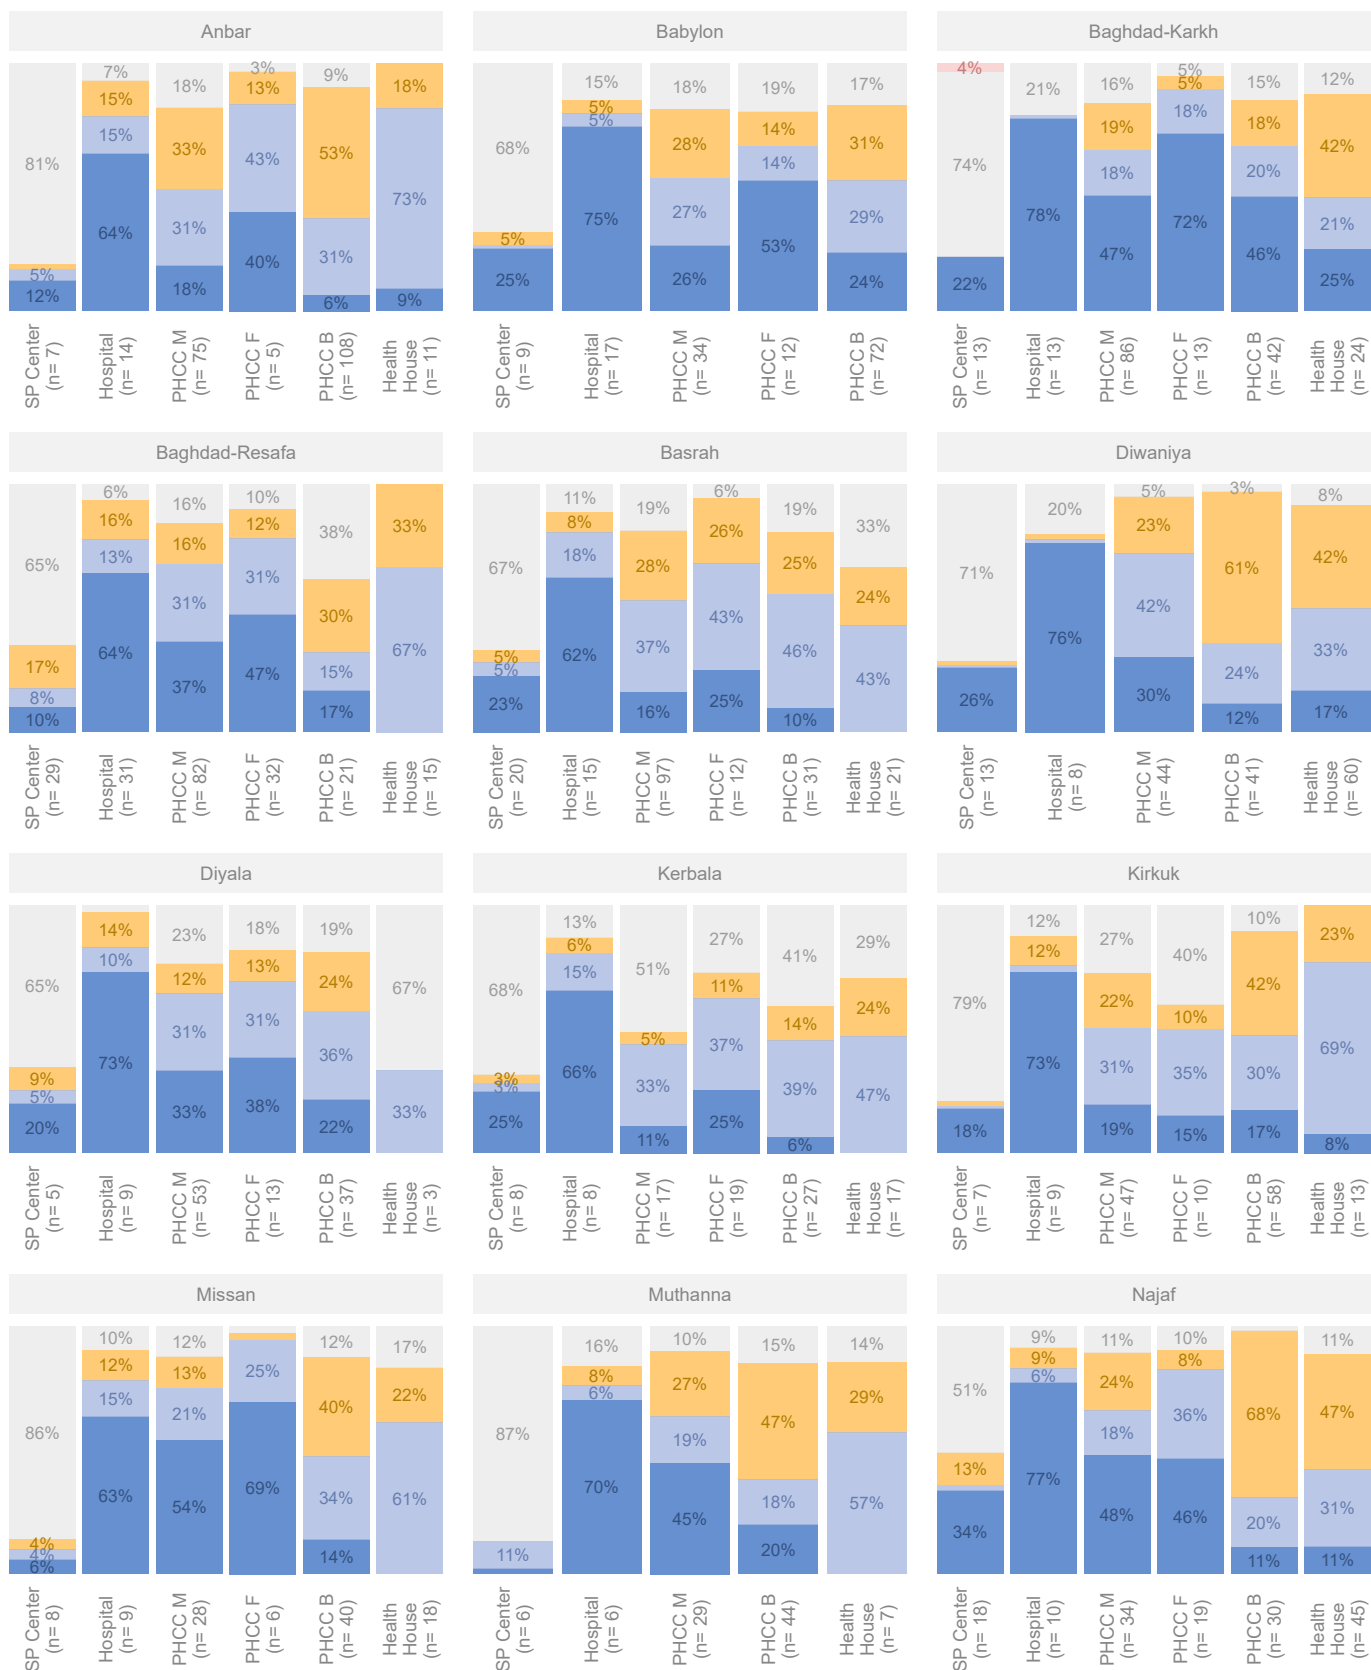 Anbar
81%
5%
12%
7%
15%
15%
64%
18%
33%
31%
18%
3%
13%
43%
40%
9%
53%
31%
6%
18%
73%
9%
SP Center
(n= 7)
Hospital
(n= 14)
PHCC M
(n= 75)
PHCC F
(n= 5)
PHCC B
(n= 108)
Health
House
(n= 11)
Babylon
68%
5%
25%
15%
5%
5%
75%
18%
28%
27%
26%
19%
14%
14%
53%
17%
31%
29%
24%
SP Center
(n= 9)
Hospital
(n= 17)
PHCC M
(n= 34)
PHCC F
(n= 12)
PHCC B
(n= 72)
Baghdad-Karkh
4%
74%
22%
21%
78%
16%
19%
18%
47%
5%
5%
18%
72%
15%
18%
20%
46%
12%
42%
21%
25%
SP Center
(n= 13)
Hospital
(n= 13)
PHCC M
(n= 86)
PHCC F
(n= 13)
PHCC B
(n= 42)
Health
House
(n= 24)
Baghdad-Resafa
65%
17%
8%
10%
6%
16%
13%
64%
16%
16%
31%
37%
10%
12%
31%
47%
38%
30%
15%
17%
33%
67%
SP Center
(n= 29)
Hospital
(n= 31)
PHCC M
(n= 82)
PHCC F
(n= 32)
PHCC B
(n= 21)
Health
House
(n= 15)
Basrah
67%
5%
5%
23%
11%
8%
18%
62%
19%
28%
37%
16%
6%
26%
43%
25%
19%
25%
46%
10%
33%
24%
43%
SP Center
(n= 20)
Hospital
(n= 15)
PHCC M
(n= 97)
PHCC F
(n= 12)
PHCC B
(n= 31)
Health
House
(n= 21)
Diwaniya
71%
26%
20%
76%
5%
23%
42%
30%
3%
61%
24%
12%
8%
42%
33%
17%
SP Center
(n= 13)
Hospital
(n= 8)
PHCC M
(n= 44)
PHCC B
(n= 41)
Health
House
(n= 60)
Diyala
65%
9%
5%
20%
14%
10%
73%
23%
12%
31%
33%
18%
13%
31%
38%
19%
24%
36%
22%
67%
33%
SP Center
(n= 5)
Hospital
(n= 9)
PHCC M
(n= 53)
PHCC F
(n= 13)
PHCC B
(n= 37)
Health
House
(n= 3)
Kerbala
68%
3%
3%
25%
13%
6%
15%
66%
51%
5%
33%
11%
27%
11%
37%
25%
41%
14%
39%
6%
29%
24%
47%
SP Center
(n= 8)
Hospital
(n= 8)
PHCC M
(n= 17)
PHCC F
(n= 19)
PHCC B
(n= 27)
Health
House
(n= 17)
Kirkuk
79%
18%
12%
12%
73%
27%
22%
31%
19%
40%
10%
35%
15%
10%
42%
30%
17%
23%
69%
8%
SP Center
(n= 7)
Hospital
(n= 9)
PHCC M
(n= 47)
PHCC F
(n= 10)
PHCC B
(n= 58)
Health
House
(n= 13)
Missan
86%
4%
4%
6%
10%
12%
15%
63%
12%
13%
21%
54%
25%
69%
12%
40%
34%
14%
17%
22%
61%
SP Center
(n= 8)
Hospital
(n= 9)
PHCC M
(n= 28)
PHCC F
(n= 6)
PHCC B
(n= 40)
Health
House
(n= 18)
Muthanna
87%
11%
16%
8%
6%
70%
10%
27%
19%
45%
15%
47%
18%
20%
14%
29%
57%
SP Center
(n= 6)
Hospital
(n= 6)
PHCC M
(n= 29)
PHCC B
(n= 44)
Health
House
(n= 7)
Najaf
51%
13%
34%
9%
9%
6%
77%
11%
24%
18%
48%
10%
8%
36%
46%
68%
20%
11%
11%
47%
31%
11%
SP Center
(n= 18)
Hospital
(n= 10)
PHCC M
(n= 34)
PHCC F
(n= 19)
PHCC B
(n= 30)
Health
House
(n= 45)